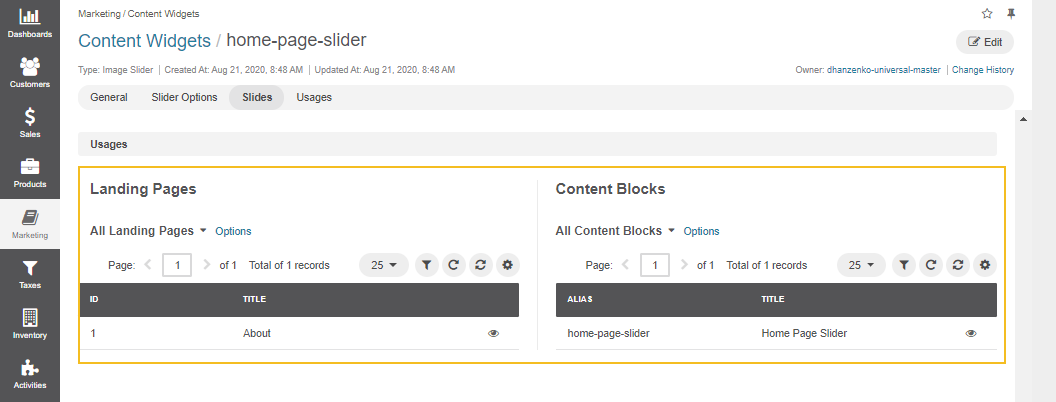 Dashboards
Customers
Sales
Products
Marketing
Taxes
Inventory
Activities
Marketing / Content Widgets
Content Widgets / home-page-slider
Edit
Type: Image Slider | Created At: Aug 21, 2020, 8:48 AM | Updated At: Aug 21, 2020, 8:48 AM
Owner: dhanzenko-universal-master | Change History
General Slider Options Slides Usages
Usages
Landing Pages
All Landing Pages Options
Page: 1 of 1 Total of 1 records 25
ID TITLE
1 About
Content Blocks
All Content Blocks Options
Page: 1 of 1 Total of 1 records 25
ALIAS TITLE
home-page-slider Home Page Slider